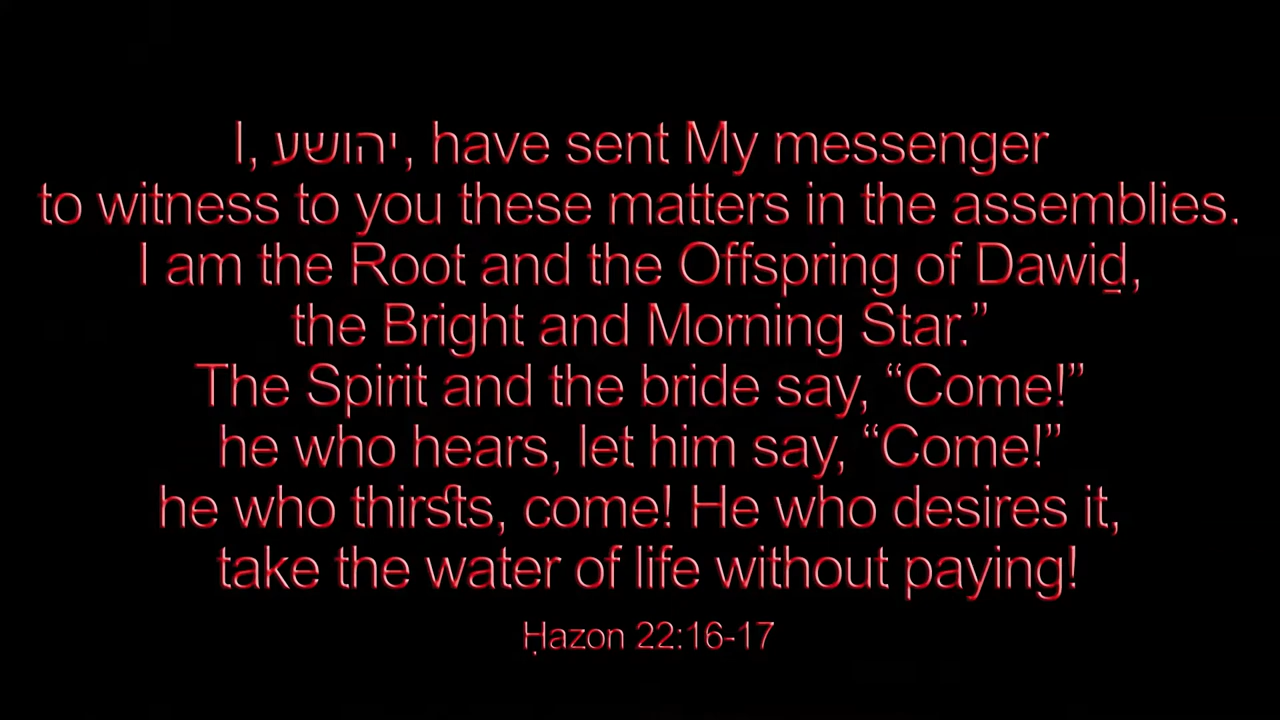 I, יהושע, have sent My messenger
to witness to you these matters in the assemblies.
I am the Root and the Offspring of Dawiḏ,
the Bright and Morning Star.”
The Spirit and the bride say, “Come!”
he who hears, let him say, “Come!”
he who thirsts, come! He who desires it,
take the water of life without paying!
Ḥazon 22:16-17